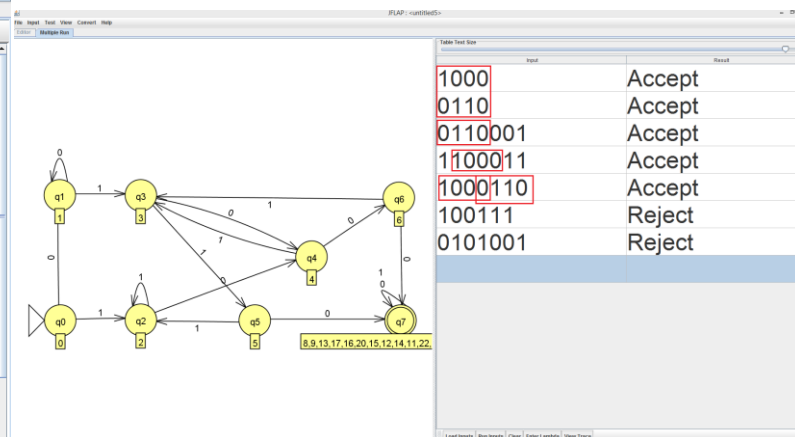 JFLAP : <untitled5>
File Input Tool View Convert Help
Editor Multiple Run
Table Text Size
Input Result
1000 Accept
0110 Accept
0110001 Accept
1100011 Accept
1000110 Accept
100111 Reject
0101001 Reject
0
q1
1
1
q3
3
1
q6
6
0
1
0
q4
4
0
1
0
1
0
q0
0
1
1
q2
2
0
1
q5
5
0
1
0
q7
8,9,13,17,16,20,15,12,14,11,22,
Load Inputs Run Inputs Clear Enter Lambda View Trace